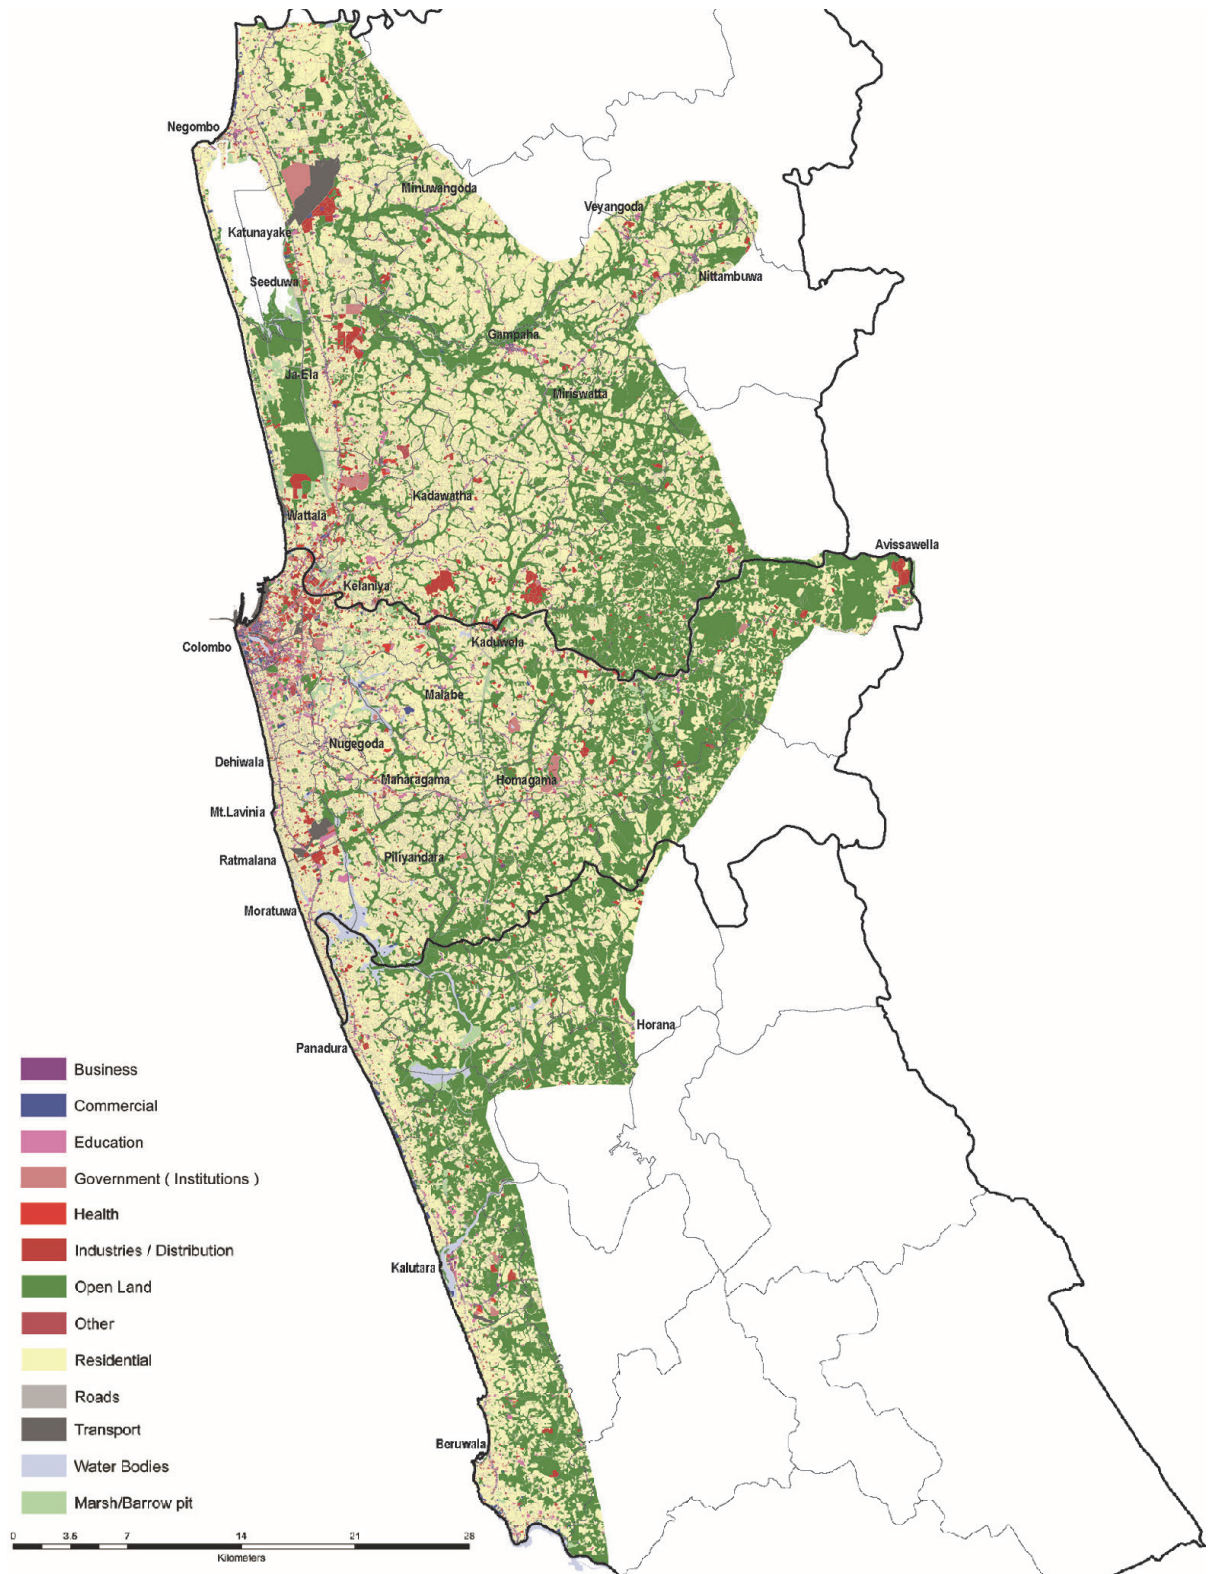 Negombo
Minuwangoda
Veyangoda
Katunayake
Seeduwa
Nittambuwa
Gampaha
Ja-Ela
Miriswatta
Kadawatha
Wattala
Avissawella
Kelaniya
Colombo
Kaduwela
Malabe
Nugegoda
Dehiwala
Maharagama
Homagama
Mt.Lavinia
Ratmalana
Piliyandara
Moratuwa
Horana
Panadura
Kalutara
Beruwala
Business
Commercial
Education
Government ( Institutions )
Health
Industries / Distribution
Open Land
Other
Residential
Roads
Transport
Water Bodies
Marsh/Barrow pit
0 3.5 7 14 21 28
Kilometers